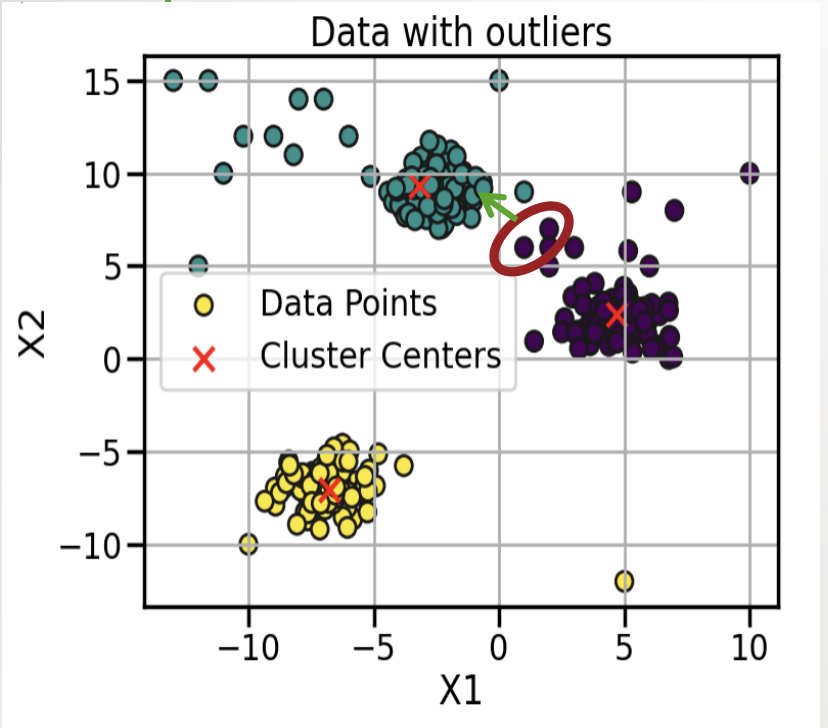 Data with outliers
15
10
5
0
−5
−10
X2
Data Points
Cluster Centers
−10 −5 0 5 10
X1